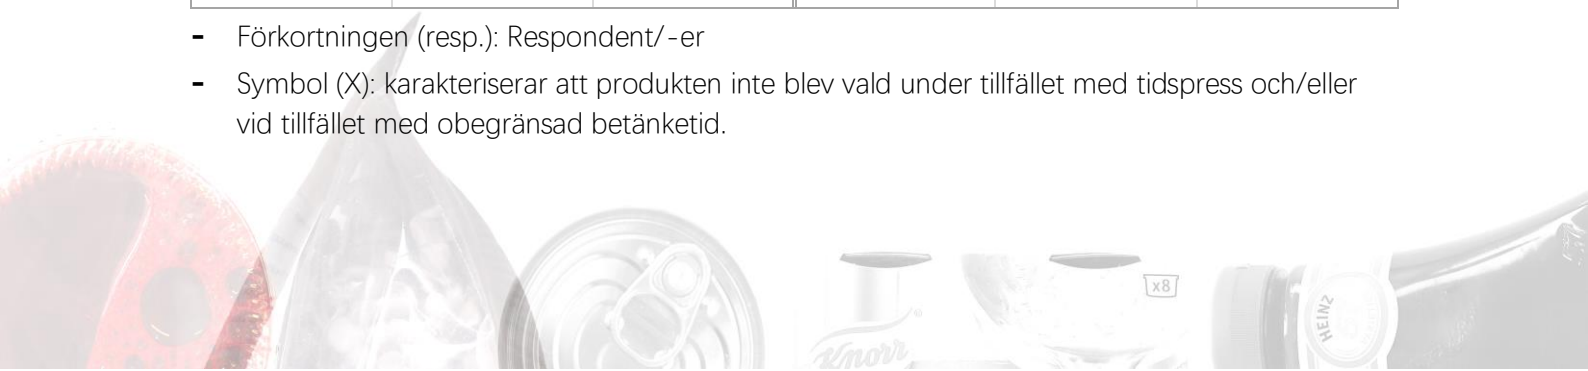 - Förkortningen (resp.): Respondent/-er
- Symbol (X): karakteriserar att produkten inte blev vald under tillfället med tidspress och/eller
vid tillfället med obegränsad betänketid.
x8
HEINZ
Knorr